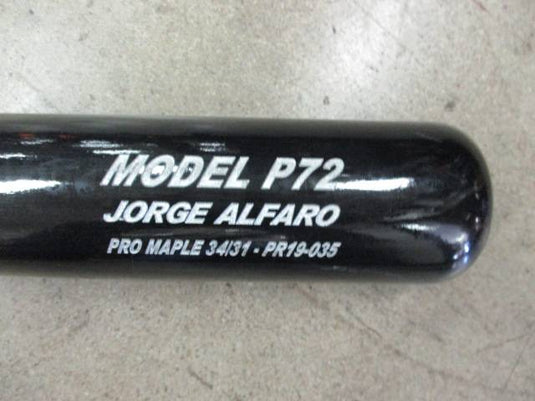 MODEL P72
JORGE ALFARO
PRO MAPLE 34/31 - PR19-035